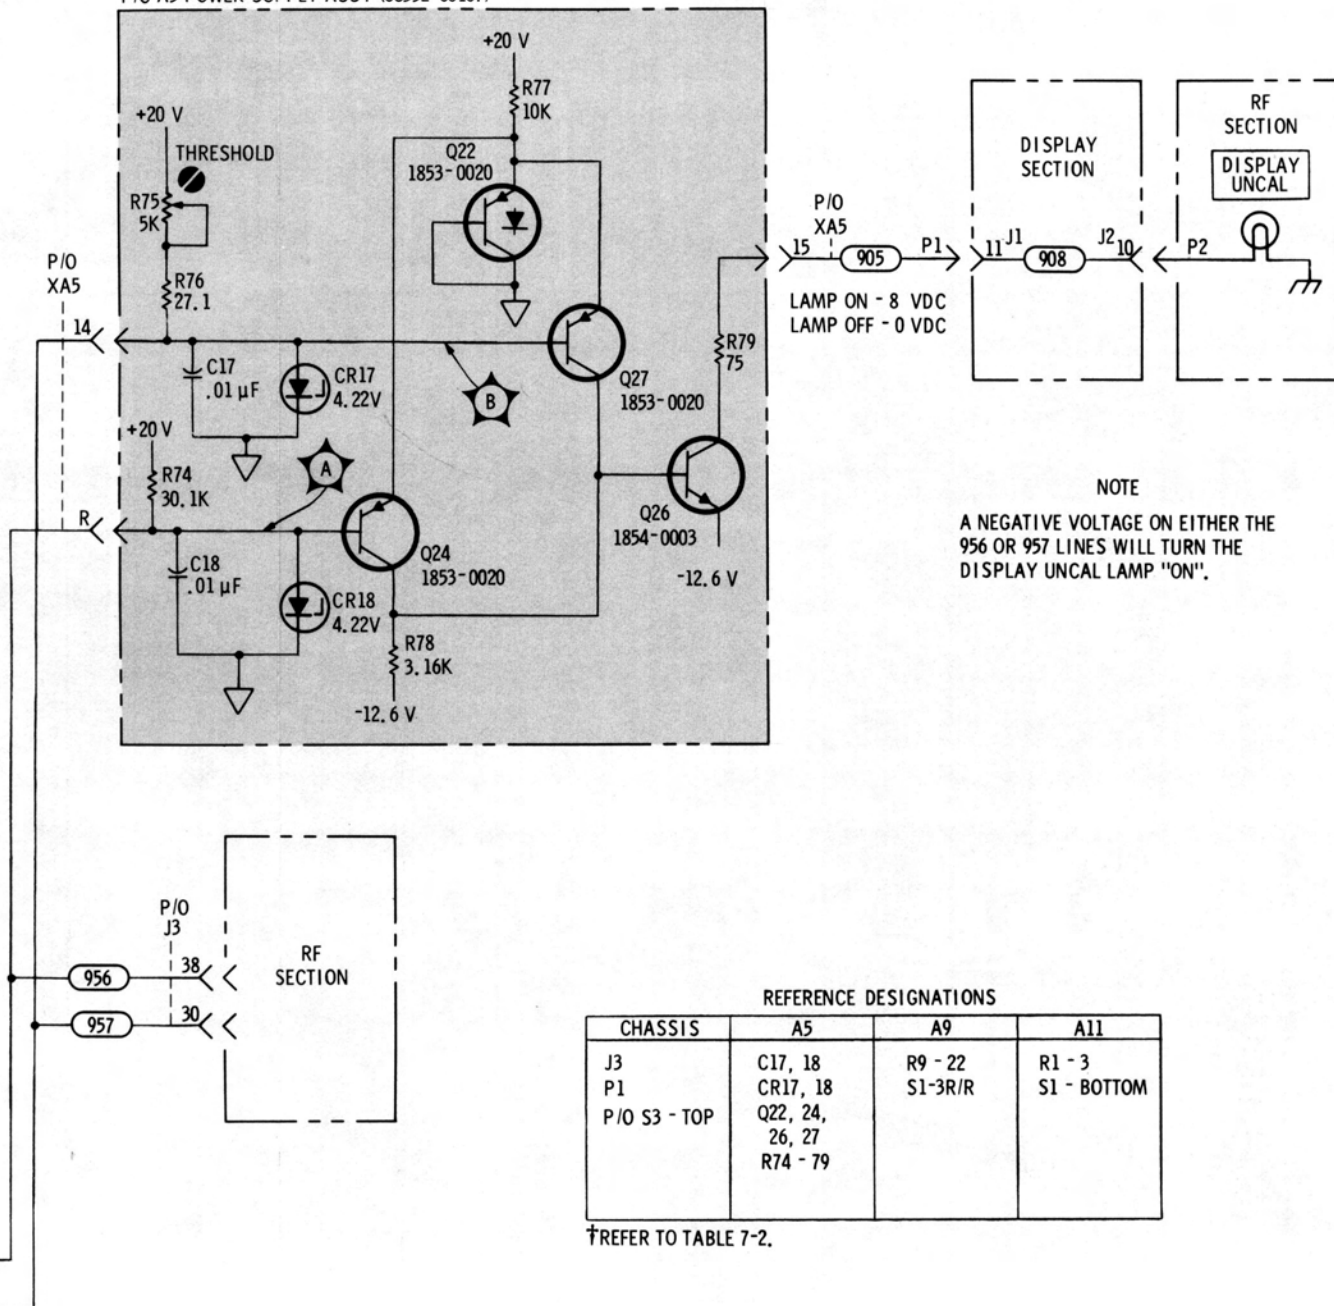 +20 V
R77
10K
+20 V
THRESHOLD
Q22
1853-0020
R75
5K
P/O
XA5
R76
27.1
14
C17
.01 µF
CR17
4.22V
B
Q27
1853-0020
R79
75
+20 V
R74
30.1K
A
R
C18
.01 µF
Q24
1853-0020
Q26
1854-0003
-12.6 V
CR18
4.22V
R78
3.16K
-12.6 V
P/O
XA5
15
905
P1
LAMP ON - 8 VDC
LAMP OFF - 0 VDC
DISPLAY
SECTION
11
J1
908
J2
10
RF
SECTION
DISPLAY
UNCAL
P2
NOTE
A NEGATIVE VOLTAGE ON EITHER THE
956 OR 957 LINES WILL TURN THE
DISPLAY UNCAL LAMP "ON".
P/O
J3
956
38
957
30
RF
SECTION
REFERENCE DESIGNATIONS
CHASSIS A5 A9 A11
J3 C17, 18 R9 - 22 R1 - 3
P1 CR17, 18 S1-3R/R S1 - BOTTOM
P/O S3 - TOP Q22, 24,
26, 27
R74 - 79
†REFER TO TABLE 7-2.